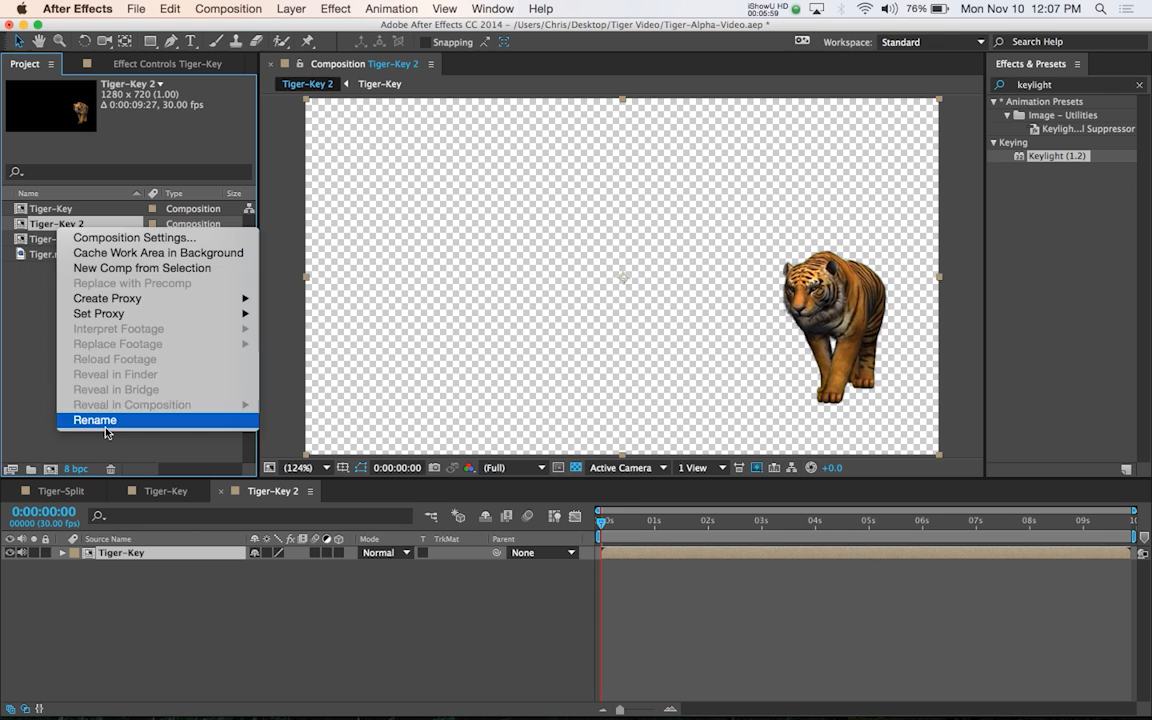 After Effects File Edit Composition Layer Effect Animation View Window Help iShowU HD 00:05:59 76% Mon Nov 10 12:07 PM
Adobe After Effects CC 2014 - /Users/Chris/Desktop/Tiger Video/Tiger-Alpha-Video.aep *
Snapping Workspace: Standard Search Help
Project Effect Controls Tiger-Key Composition Tiger-Key 2 Effects & Presets
Tiger-Key 2▾ Tiger-Key 2 Tiger-Key keylight
1280 x 720 (1.00)
Δ 0:00:09:27, 30.00 fps
* Animation Presets
Image – Utilities
Keyligh...l Suppressor
Keying
Keylight (1.2)
Name Type Size
Tiger-Key Composition
Tiger-Key 2 Composition
Tiger-
Tiger.
Composition Settings...
Cache Work Area in Background
New Comp from Selection
Replace with Precomp
Create Proxy
Set Proxy
Interpret Footage
Replace Footage
Reload Footage
Reveal in Finder
Reveal in Bridge
Reveal in Composition
Rename
8 bpc (124%) 0:00:00:00 (Full) Active Camera 1 View +0.0
Tiger-Split Tiger-Key × Tiger-Key 2
0:00:00:00
00000 (30.00 fps)
0s 01s 02s 03s 04s 05s 06s 07s 08s 09s 10
Source Name Mode T TrkMat Parent
Tiger-Key Normal None